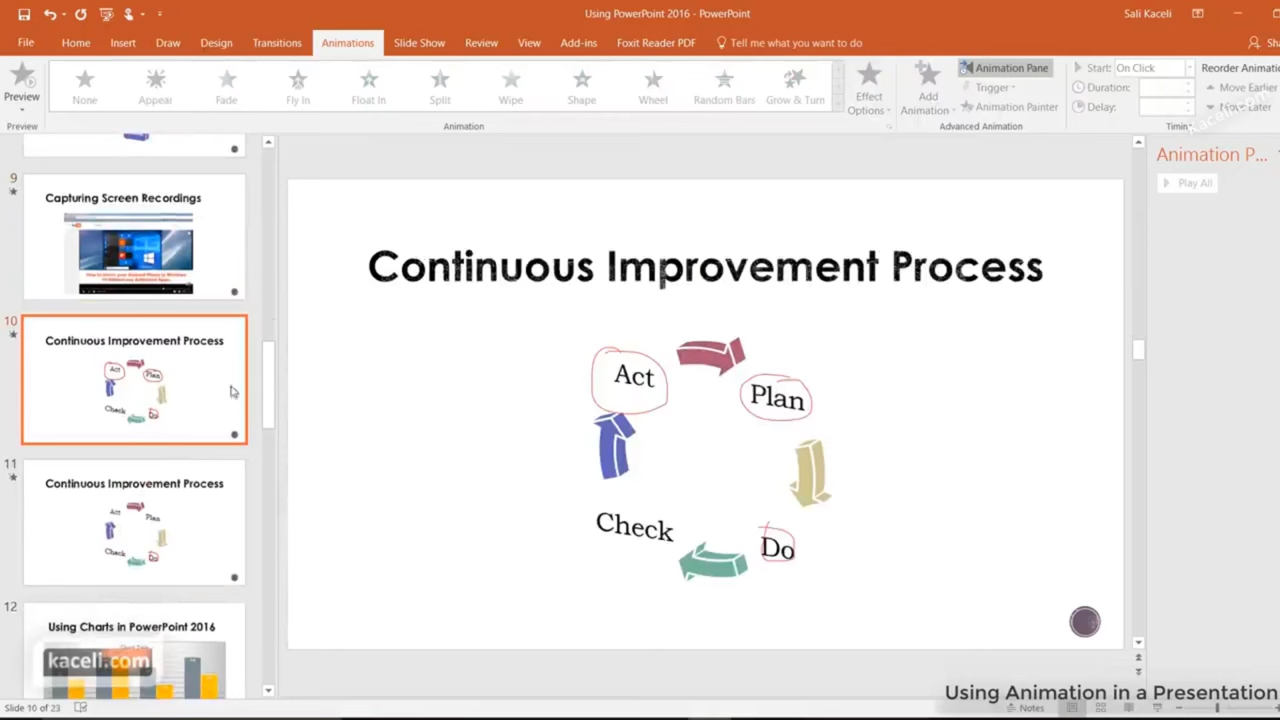 Using PowerPoint 2016 - PowerPoint
Sali Kaceli
File Home Insert Draw Design Transitions Animations Slide Show Review View Add-ins Foxit Reader PDF Tell me what you want to do
Preview
None Appear Fade Fly In Float In Split Wipe Shape Wheel Random Bars Grow & Turn
Effect Options
Add Animation
Animation Pane
Trigger
Animation Painter
Start: On Click
Duration:
Delay:
Reorder Animatio
Move Earlier
Move Later
Preview Animation Advanced Animation Timing
kaceli.com
9
Capturing Screen Recordings
10
Continuous Improvement Process
Act
Plan
Check
Do
11
Continuous Improvement Process
Act
Plan
Check
Do
12
Using Charts in PowerPoint 2016
kaceli.com
Continuous Improvement Process
Act
Plan
Check
Do
Animation P...
Play All
Using Animation in a Presentation
Slide 10 of 23
Notes